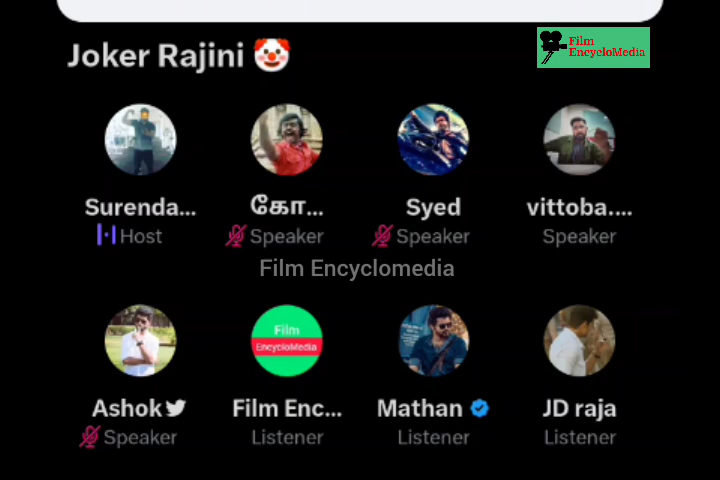 Joker Rajini 🤡
Film
EncycloMedia
Surenda... கோ... Syed vittoba....
Host Speaker Speaker Speaker
Film Encyclomedia
Film
EncycloMedia
Ashok Film Enc... Mathan JD raja
Speaker Listener Listener Listener